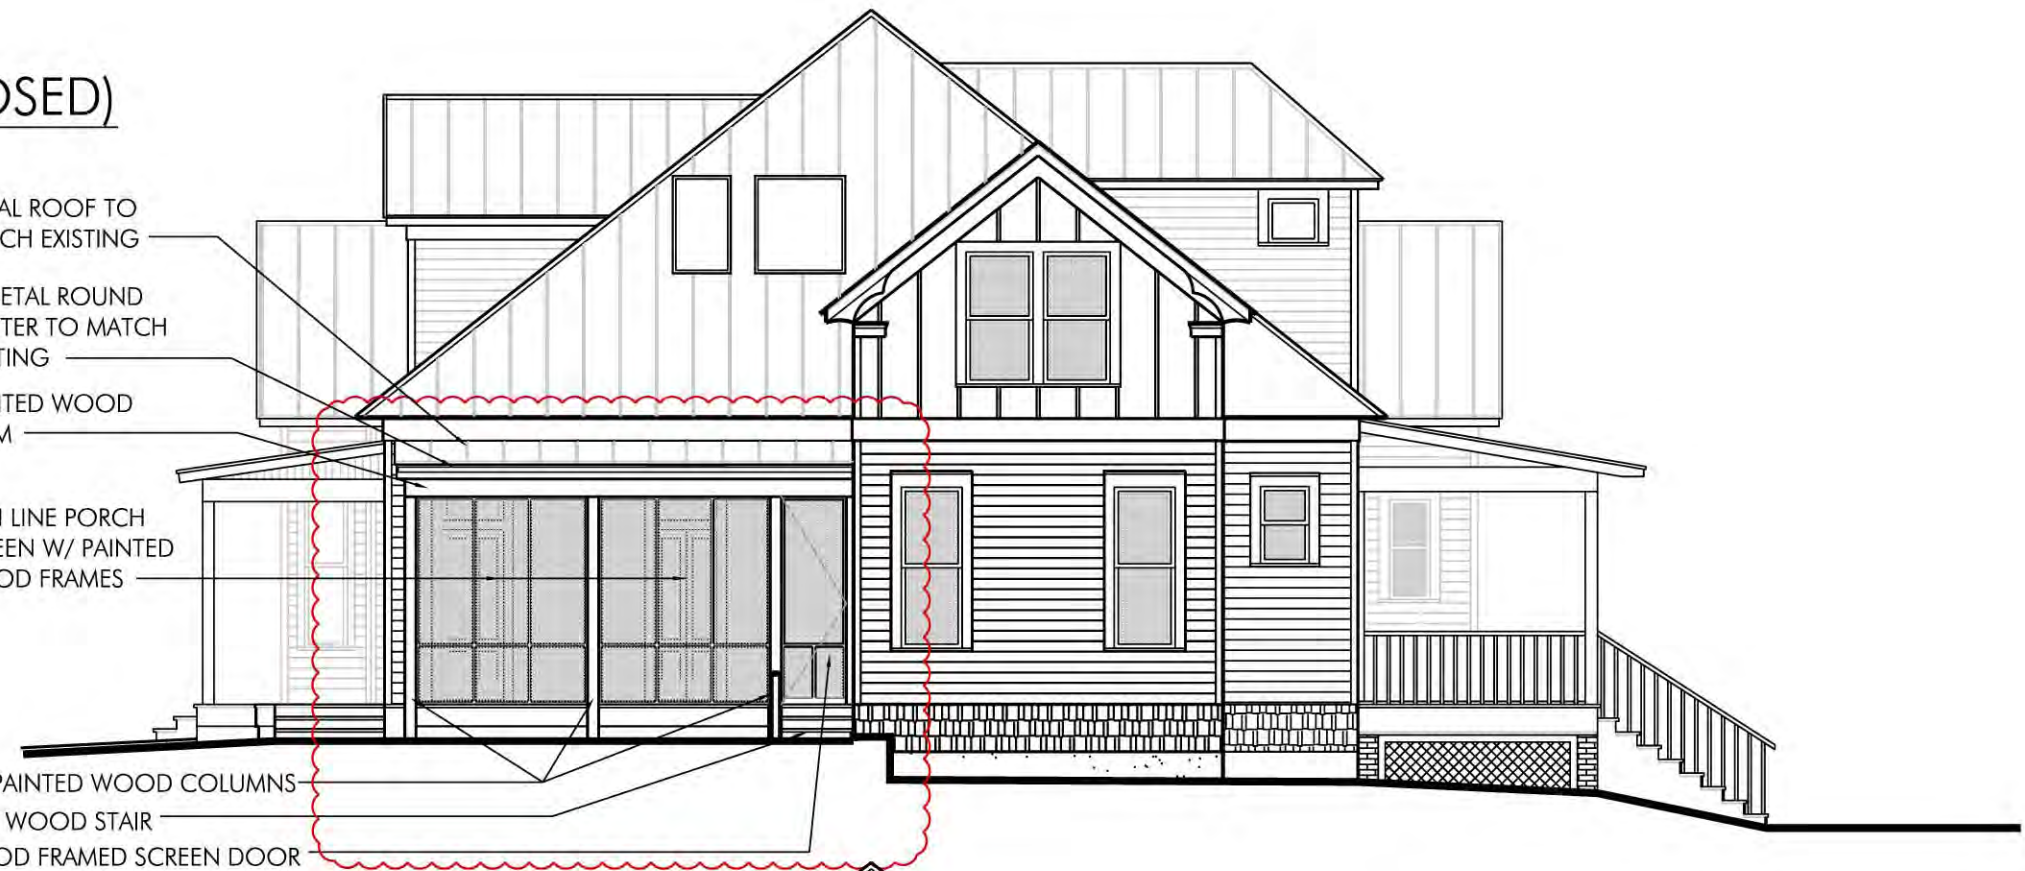 OSED)
AL ROOF TO
CH EXISTING
ETAL ROUND
TER TO MATCH
TING
TED WOOD
M
LINE PORCH
EEN W/ PAINTED
OD FRAMES
PAINTED WOOD COLUMNS
WOOD STAIR
OD FRAMED SCREEN DOOR